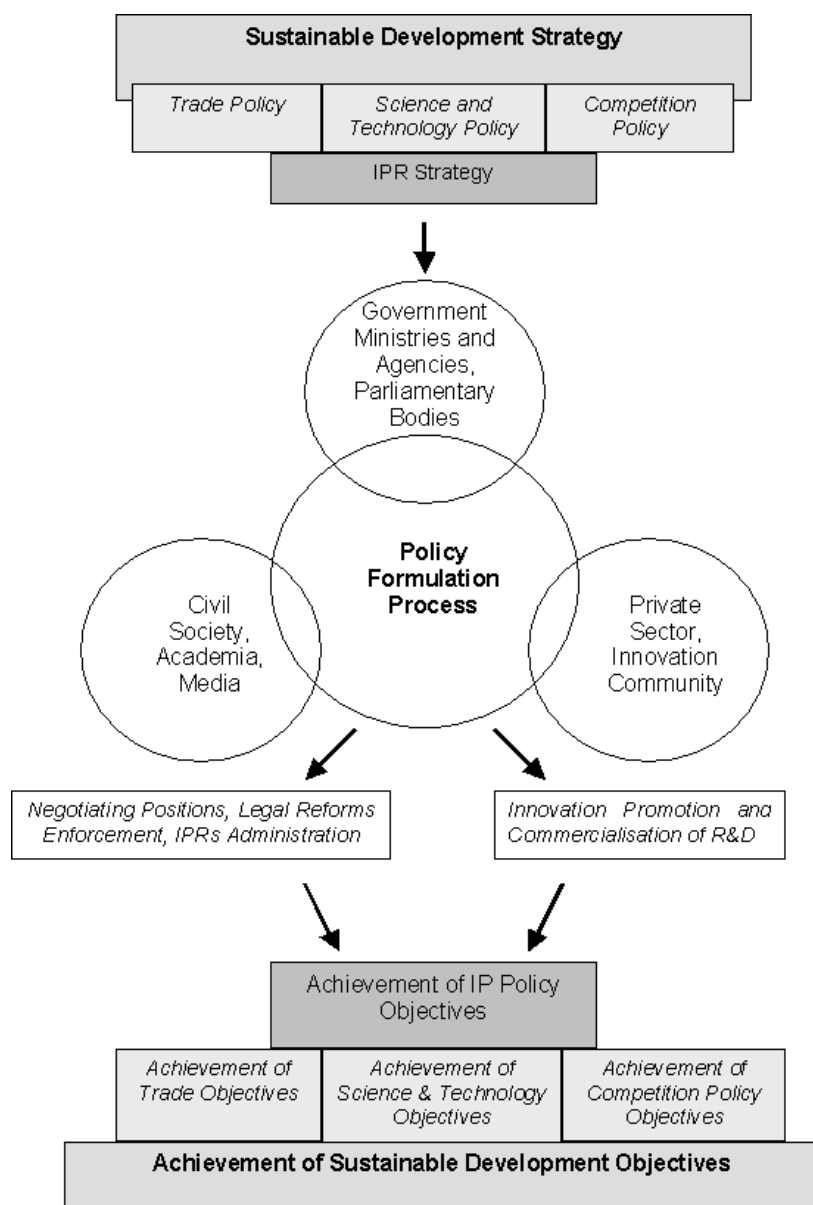 Sustainable Development Strategy
Trade Policy
Science and
Technology Policy
Competition
Policy
IPR Strategy
Government
Ministries and
Agencies,
Parliamentary
Bodies
Policy
Formulation
Process
Civil
Society,
Academia,
Media
Private
Sector,
Innovation
Community
Negotiating Positions, Legal Reforms
Enforcement, IPRs Administration
Innovation Promotion and
Commercialisation of R&D
Achievement of IP Policy
Objectives
Achievement of
Trade Objectives
Achievement of
Science & Technology
Objectives
Achievement of
Competition Policy
Objectives
Achievement of Sustainable Development Objectives